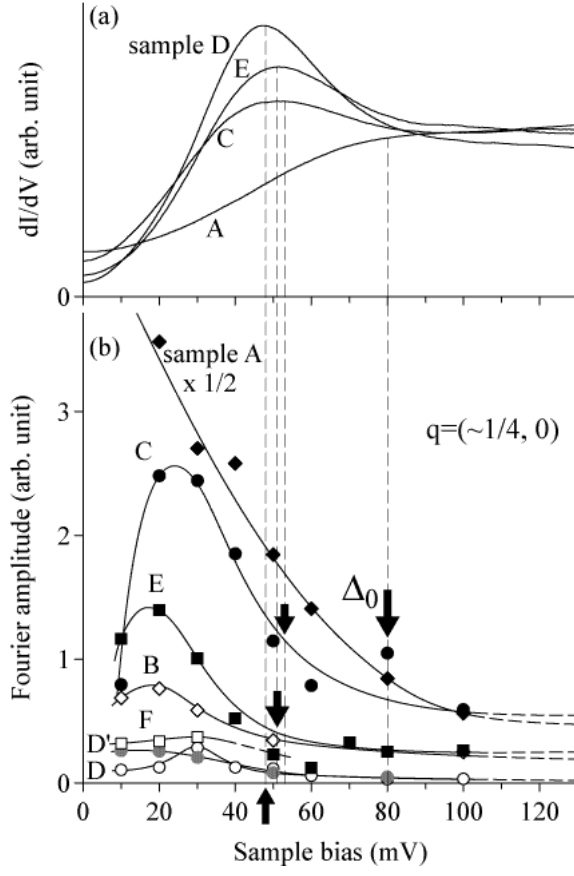 (a)
sample D
E
C
A
dI/dV (arb. unit)
0
(b)
sample A
x 1/2
q=(~1/4, 0)
C
Δ0
E
B
F
D'
D
Fourier amplitude (arb. unit)
3
2
1
0
0 20 40 60 80 100 120
Sample bias (mV)